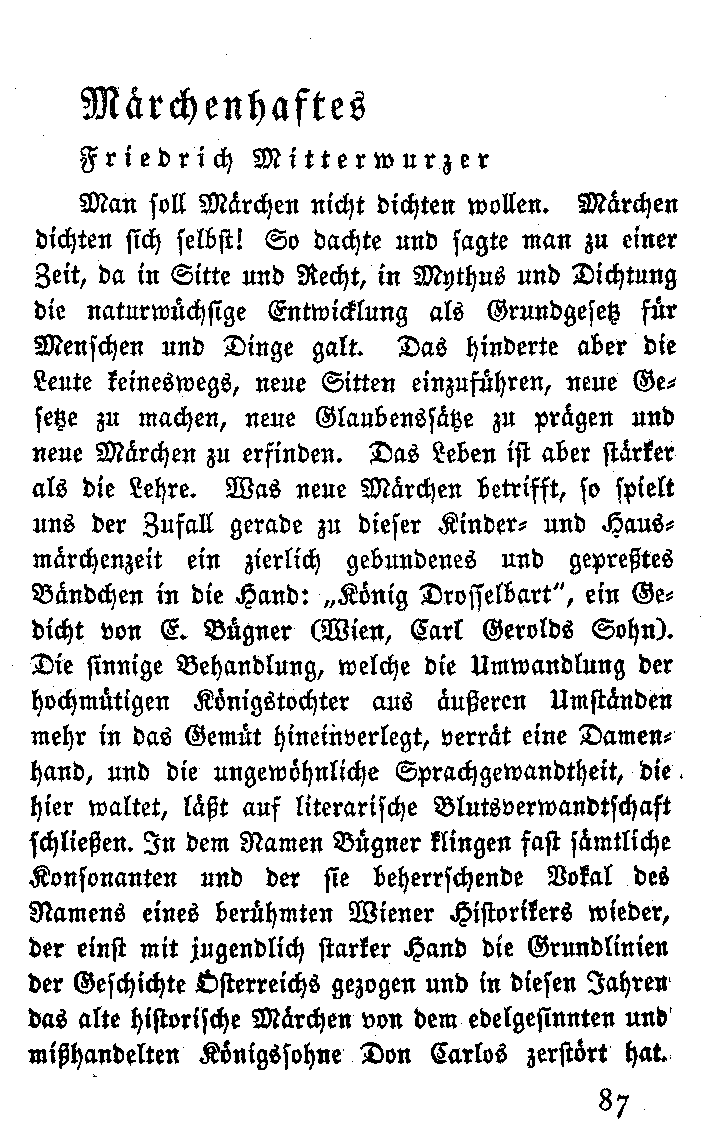 Märchenhaftes
Friedrich Mitterwurzer
Man soll Märchen nicht dichten wollen. Märchen
dichten sich selbst! So dachte und sagte man zu einer
Zeit, da in Sitte und Recht, in Mythus und Dichtung
die naturwüchsige Entwicklung als Grundgesetz für
Menschen und Dinge galt. Das hinderte aber die
Leute keineswegs, neue Sitten einzuführen, neue Ge-
setze zu machen, neue Glaubenssätze zu prägen und
neue Märchen zu erfinden. Das Leben ist aber stärker
als die Lehre. Was neue Märchen betrifft, so spielt
uns der Zufall gerade zu dieser Kinder- und Haus-
märchenzeit ein zierlich gebundenes und gepreßtes
Bändchen in die Hand: „König Drosselbart“, ein Ge-
dicht von E. Bügner (Wien, Carl Gerolds Sohn).
Die sinnige Behandlung, welche die Umwandlung der
hochmütigen Königstochter aus äußeren Umständen
mehr in das Gemüt hineinverlegt, verrät eine Damen-
hand, und die ungewöhnliche Sprachgewandtheit, die
hier waltet, läßt auf literarische Blutsverwandtschaft
schließen. In dem Namen Bügner klingen fast sämtliche
Konsonanten und der sie beherrschende Vokal des
Namens eines berühmten Wiener Historikers wieder,
der einst mit jugendlich starker Hand die Grundlinien
der Geschichte Österreichs gezogen und in diesen Jahren
das alte historische Märchen von dem edelgesinnten und
mißhandelten Königssohne Don Carlos zerstört hat.
87